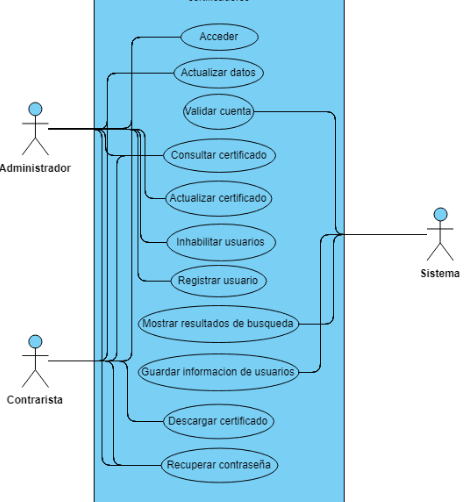 certificadores
Acceder
Actualizar datos
Validar cuenta
Consultar certificado
Administrador
Actualizar certificado
Inhabilitar usuarios
Sistema
Registrar usuario
Mostrar resultados de busqueda
Guardar informacion de usuarios
Contrarista
Descargar certificado
Recuperar contraseña